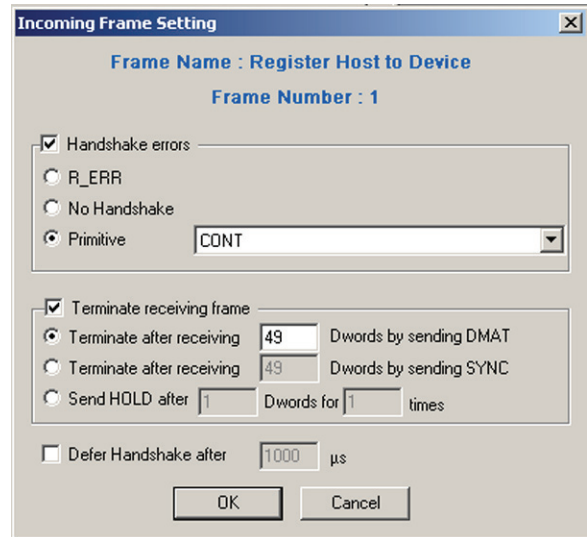 Incoming Frame Setting
Frame Name : Register Host to Device
Frame Number : 1
Handshake errors
R_ERR
No Handshake
Primitive CONT
Terminate receiving frame
Terminate after receiving 49 Dwords by sending DMAT
Terminate after receiving 49 Dwords by sending SYNC
Send HOLD after 1 Dwords for 1 times
Defer Handshake after 1000 µs
OK Cancel